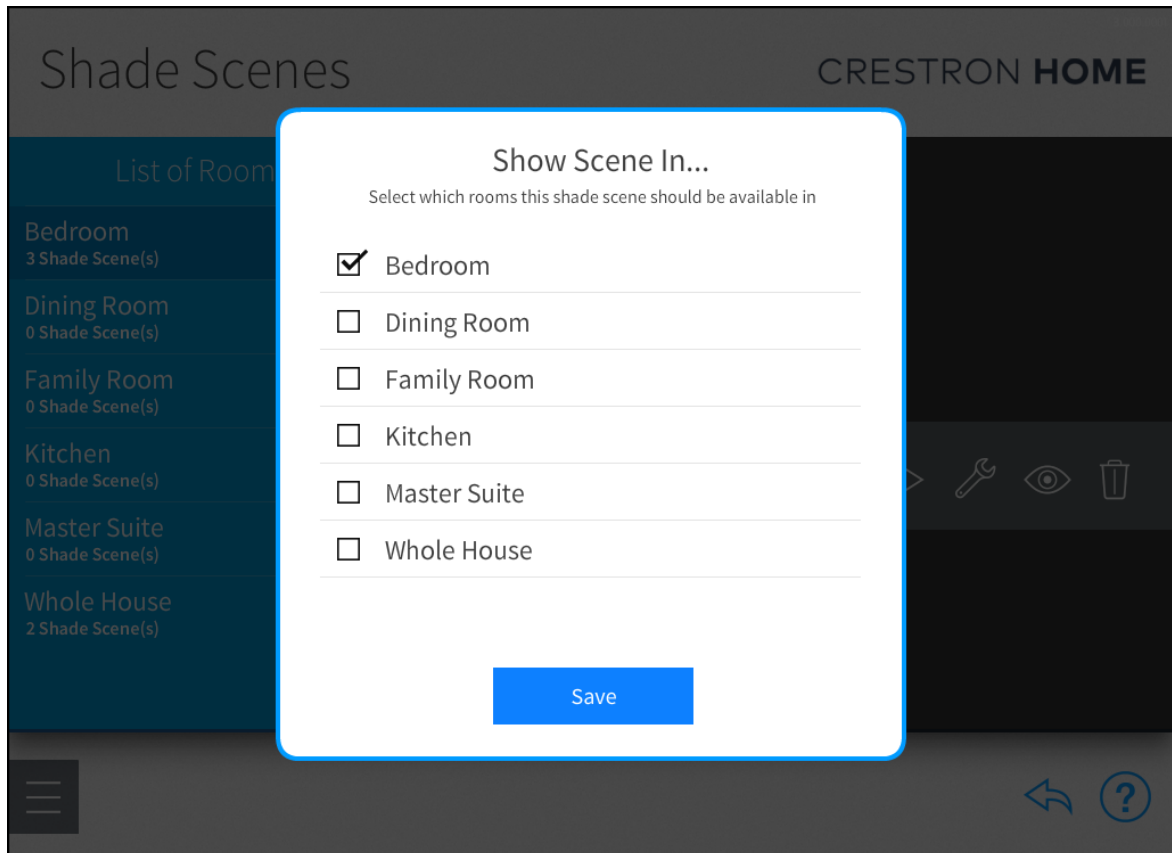 Shade Scenes
CRESTRON HOME
List of Room
Bedroom
3 Shade Scene(s)
Dining Room
0 Shade Scene(s)
Family Room
0 Shade Scene(s)
Kitchen
0 Shade Scene(s)
Master Suite
0 Shade Scene(s)
Whole House
2 Shade Scene(s)
Show Scene In...
Select which rooms this shade scene should be available in
Bedroom
Dining Room
Family Room
Kitchen
Master Suite
Whole House
Save
?